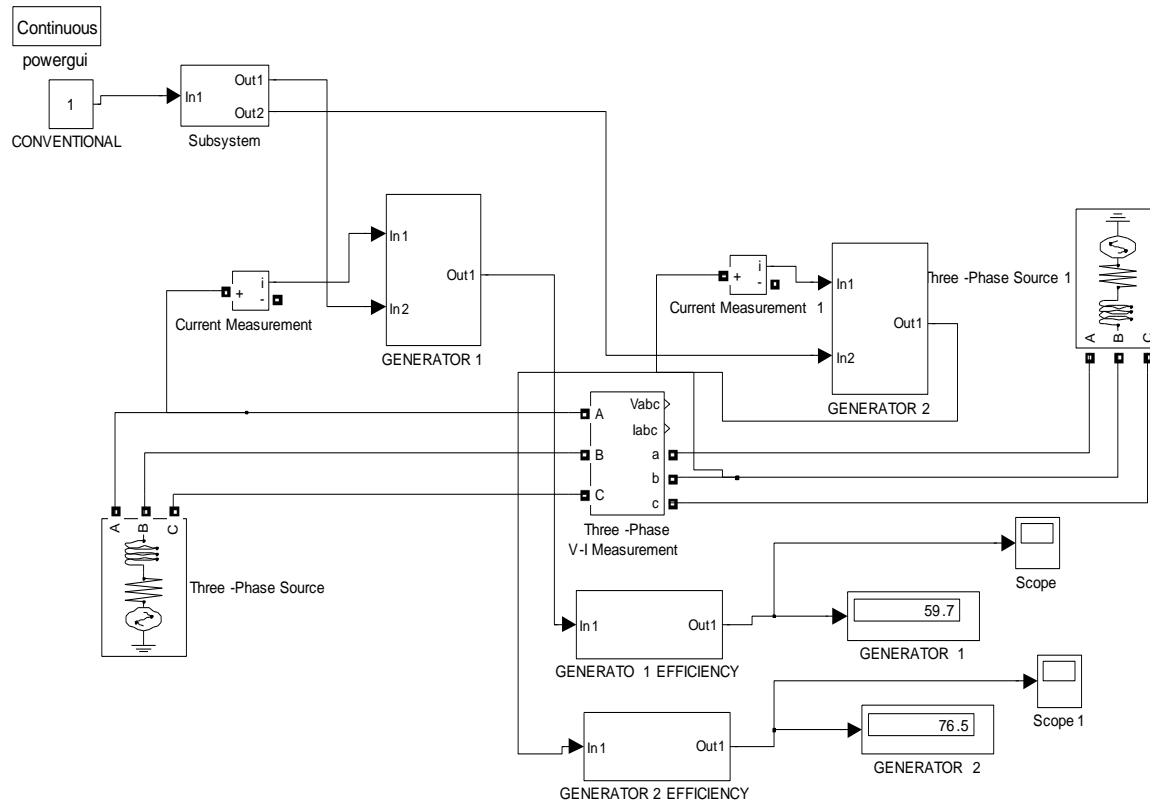 Continuous
powergui
1
CONVENTIONAL
In1
Out1
Out2
Subsystem
+
i
-
Current Measurement
In1
In2
Out1
GENERATOR 1
+
i
-
Current Measurement 1
In1
In2
Out1
GENERATOR 2
Three -Phase Source 1
A
B
C
A
B
C
Vabc
Iabc
a
b
c
Three -Phase
V-I Measurement
A
B
C
Three -Phase Source
Scope
In1
Out1
GENERATO 1 EFFICIENCY
59.7
GENERATOR 1
Scope 1
In1
Out1
GENERATOR 2 EFFICIENCY
76.5
GENERATOR 2